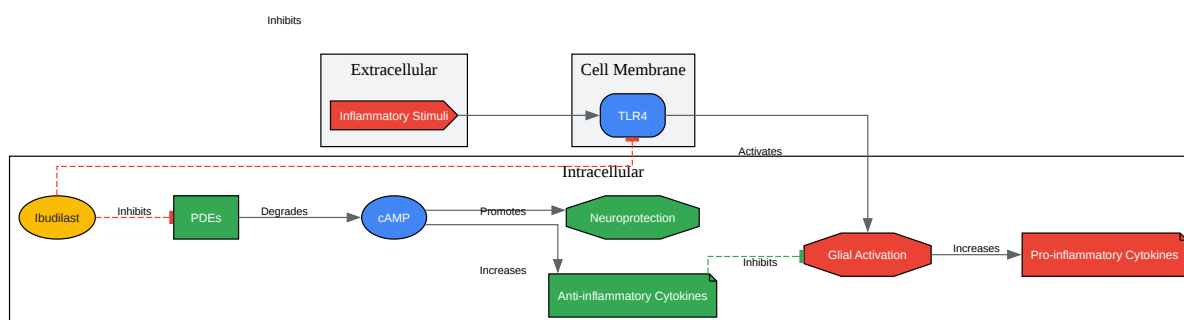 Inhibits
Extracellular
Cell Membrane
Inflammatory Stimuli
TLR4
Activates
Intracellular
Ibudilast
Inhibits
PDEs
Degrades
cAMP
Promotes
Neuroprotection
Increases
Anti-inflammatory Cytokines
Inhibits
Glial Activation
Increases
Pro-inflammatory Cytokines